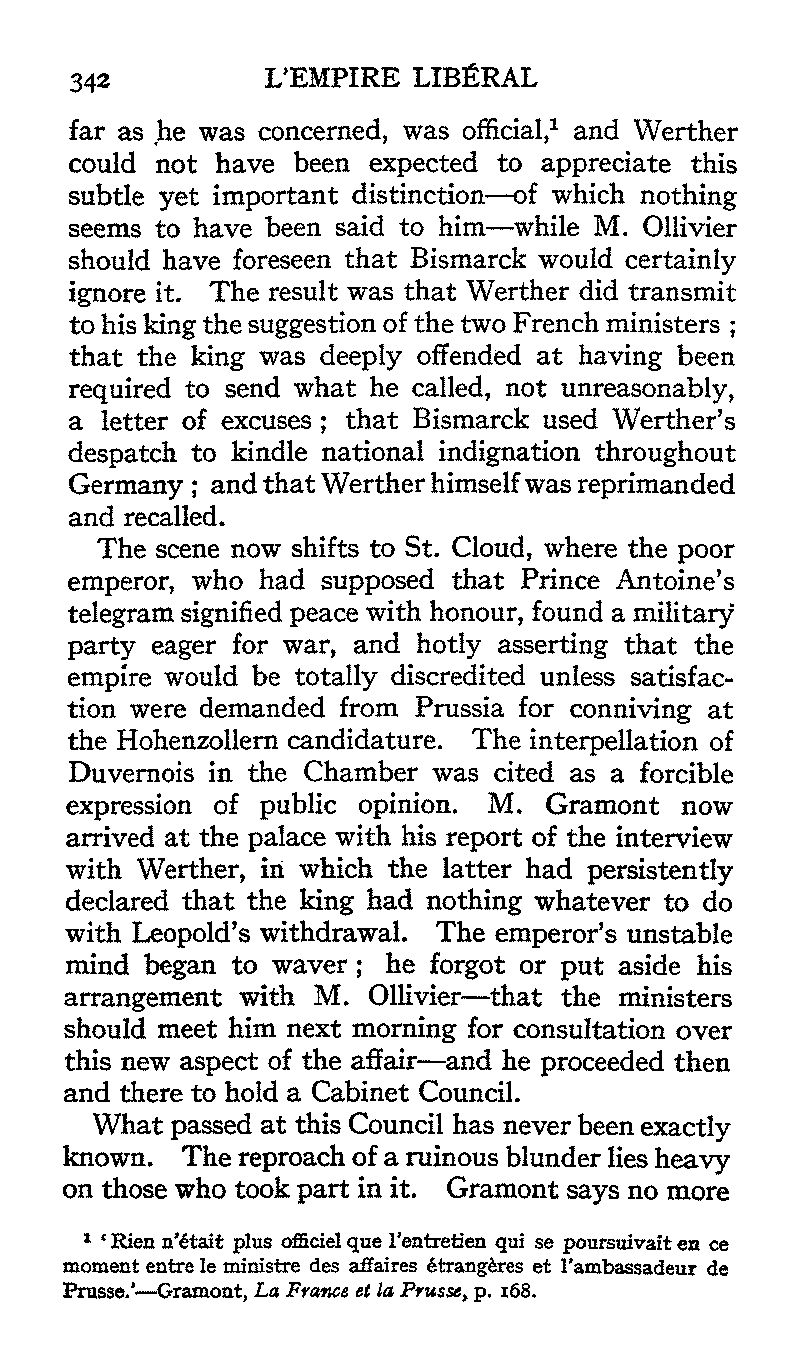 342 L'EMPIRE LIBÉRAL
far as he was concerned, was official,¹ and Werther
could not have been expected to appreciate this
subtle yet important distinction—of which nothing
seems to have been said to him—while M. Ollivier
should have foreseen that Bismarck would certainly
ignore it. The result was that Werther did transmit
to his king the suggestion of the two French ministers ;
that the king was deeply offended at having been
required to send what he called, not unreasonably,
a letter of excuses ; that Bismarck used Werther's
despatch to kindle national indignation throughout
Germany ; and that Werther himself was reprimanded
and recalled.
The scene now shifts to St. Cloud, where the poor
emperor, who had supposed that Prince Antoine's
telegram signified peace with honour, found a military
party eager for war, and hotly asserting that the
empire would be totally discredited unless satisfac-
tion were demanded from Prussia for conniving at
the Hohenzollern candidature. The interpellation of
Duvernois in the Chamber was cited as a forcible
expression of public opinion. M. Gramont now
arrived at the palace with his report of the interview
with Werther, in which the latter had persistently
declared that the king had nothing whatever to do
with Leopold's withdrawal. The emperor's unstable
mind began to waver ; he forgot or put aside his
arrangement with M. Ollivier—that the ministers
should meet him next morning for consultation over
this new aspect of the affair—and he proceeded then
and there to hold a Cabinet Council.
What passed at this Council has never been exactly
known. The reproach of a ruinous blunder lies heavy
on those who took part in it. Gramont says no more
¹ 'Rien n'était plus officiel que l'entretien qui se poursuivait en ce
moment entre le ministre des affaires étrangères et l'ambassadeur de
Prusse.'—Gramont, La France et la Prusse, p. 168.